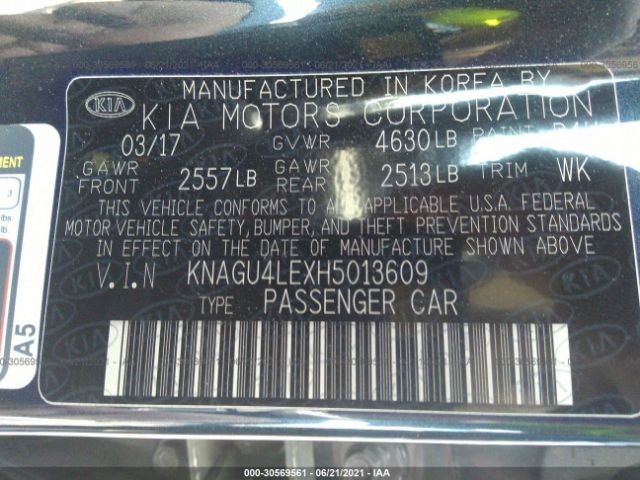 MANUFACTURED IN KOREA BY
KIA KIA MOTORS CORPORATION
03/17 GVWR 4630LB PAINT
GAWR FRONT 2557LB GAWR REAR 2513LB TRIM WK
THIS VEHICLE CONFORMS TO ALL APPLICABLE U.S.A. FEDERAL
MOTOR VEHICLE SAFETY, BUMPER, AND THEFT PREVENTION STANDARDS
IN EFFECT ON THE DATE OF MANUFACTURE SHOWN ABOVE
V.I.N KNAGU4LEXH5013609
TYPE PASSENGER CAR
A5
000-30569561 - 06/21/2021 - IAA